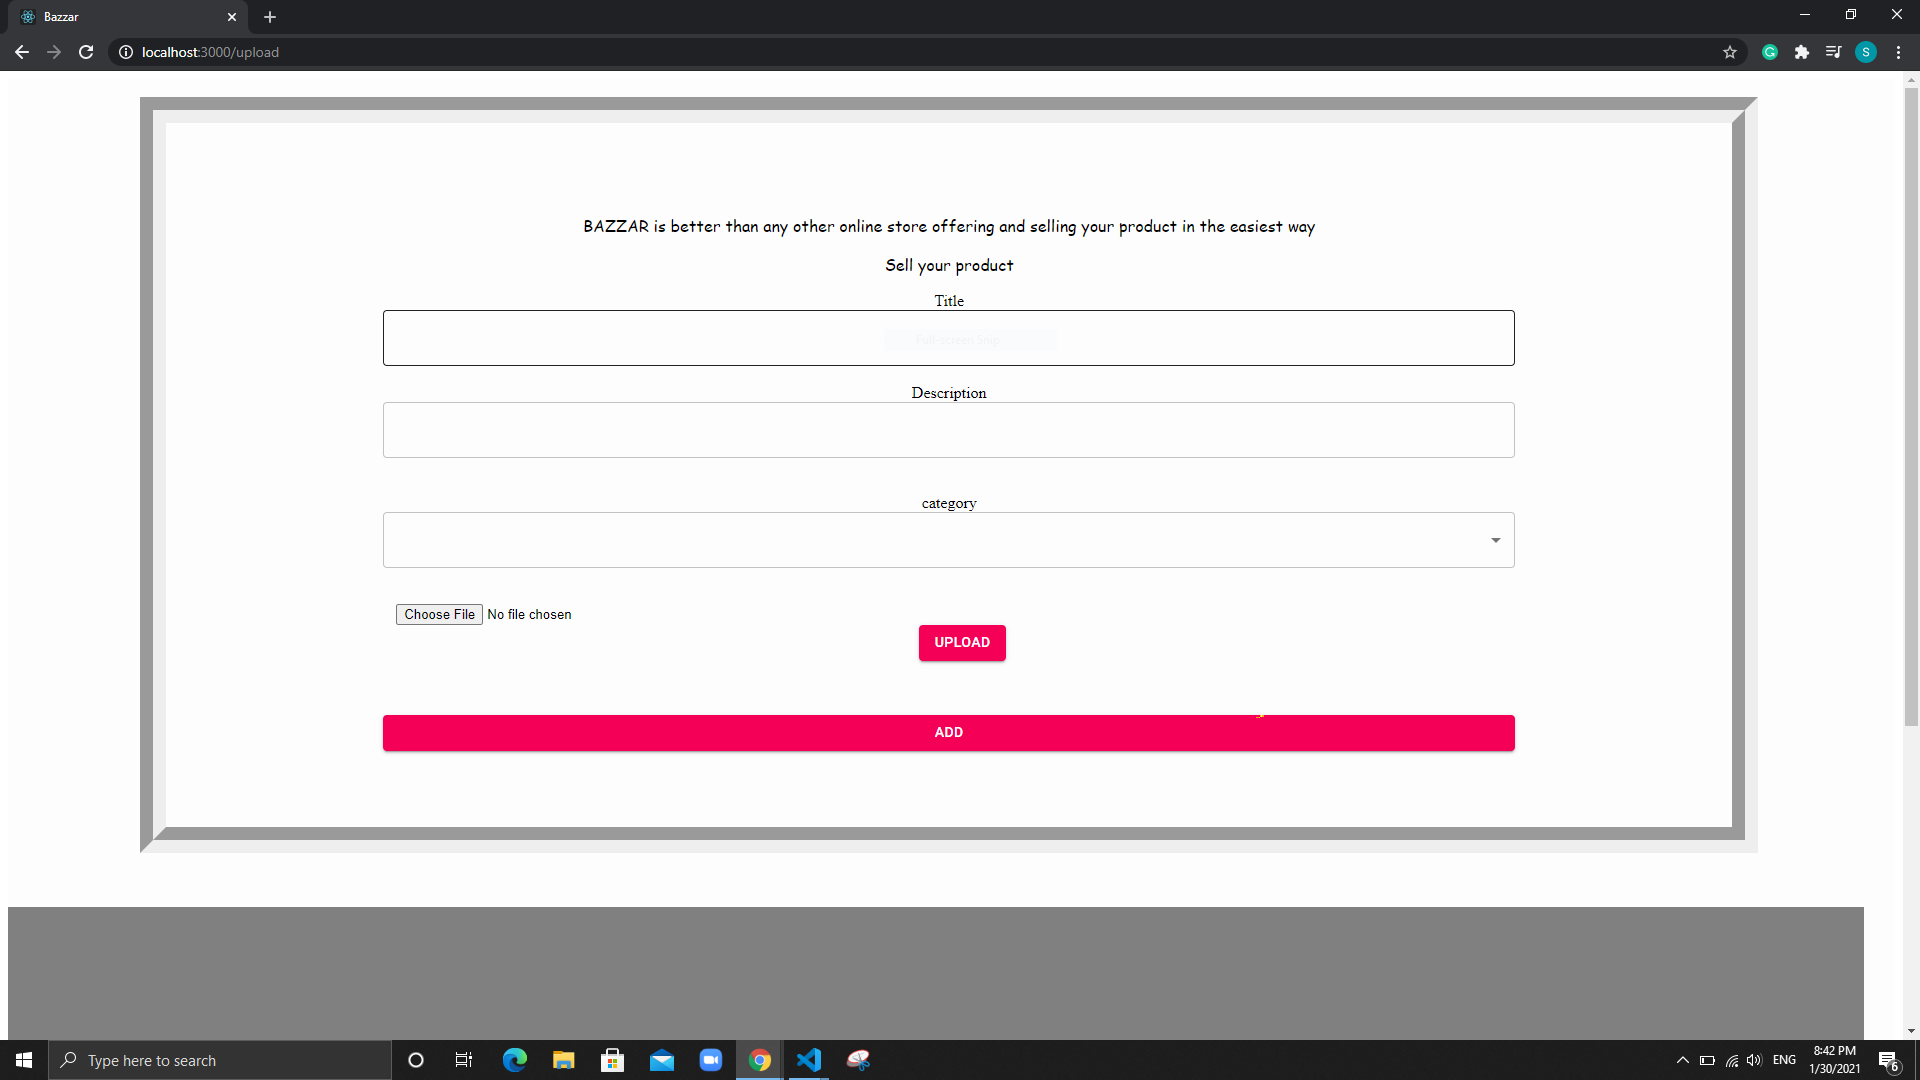 Bazzar
localhost:3000/upload
S
BAZZAR is better than any other online store offering and selling your product in the easiest way
Sell your product
Title
Full-screen Snip
Description
category
Choose File No file chosen
UPLOAD
ADD
Type here to search
ENG
8:42 PM
1/30/2021
6